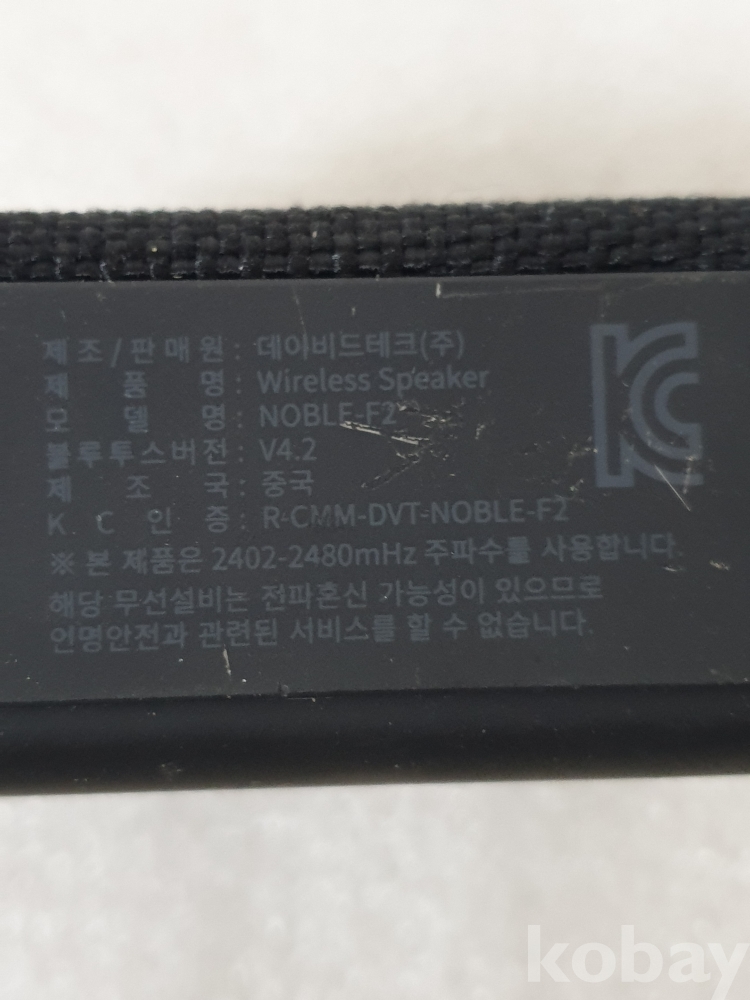 제조/판매원 : 데이비드테크(주)
제 품 명 : Wireless Speaker
모 델 명 : NOBLE-F2
블루투스버전 : V4.2
제 조 국 : 중국
K C 인 증 : R-CMM-DVT-NOBLE-F2
※ 본 제품은 2402-2480mHz 주파수를 사용합니다.
해당 무선설비는 전파혼신 가능성이 있으므로
인명안전과 관련된 서비스를 할 수 없습니다.
kobay